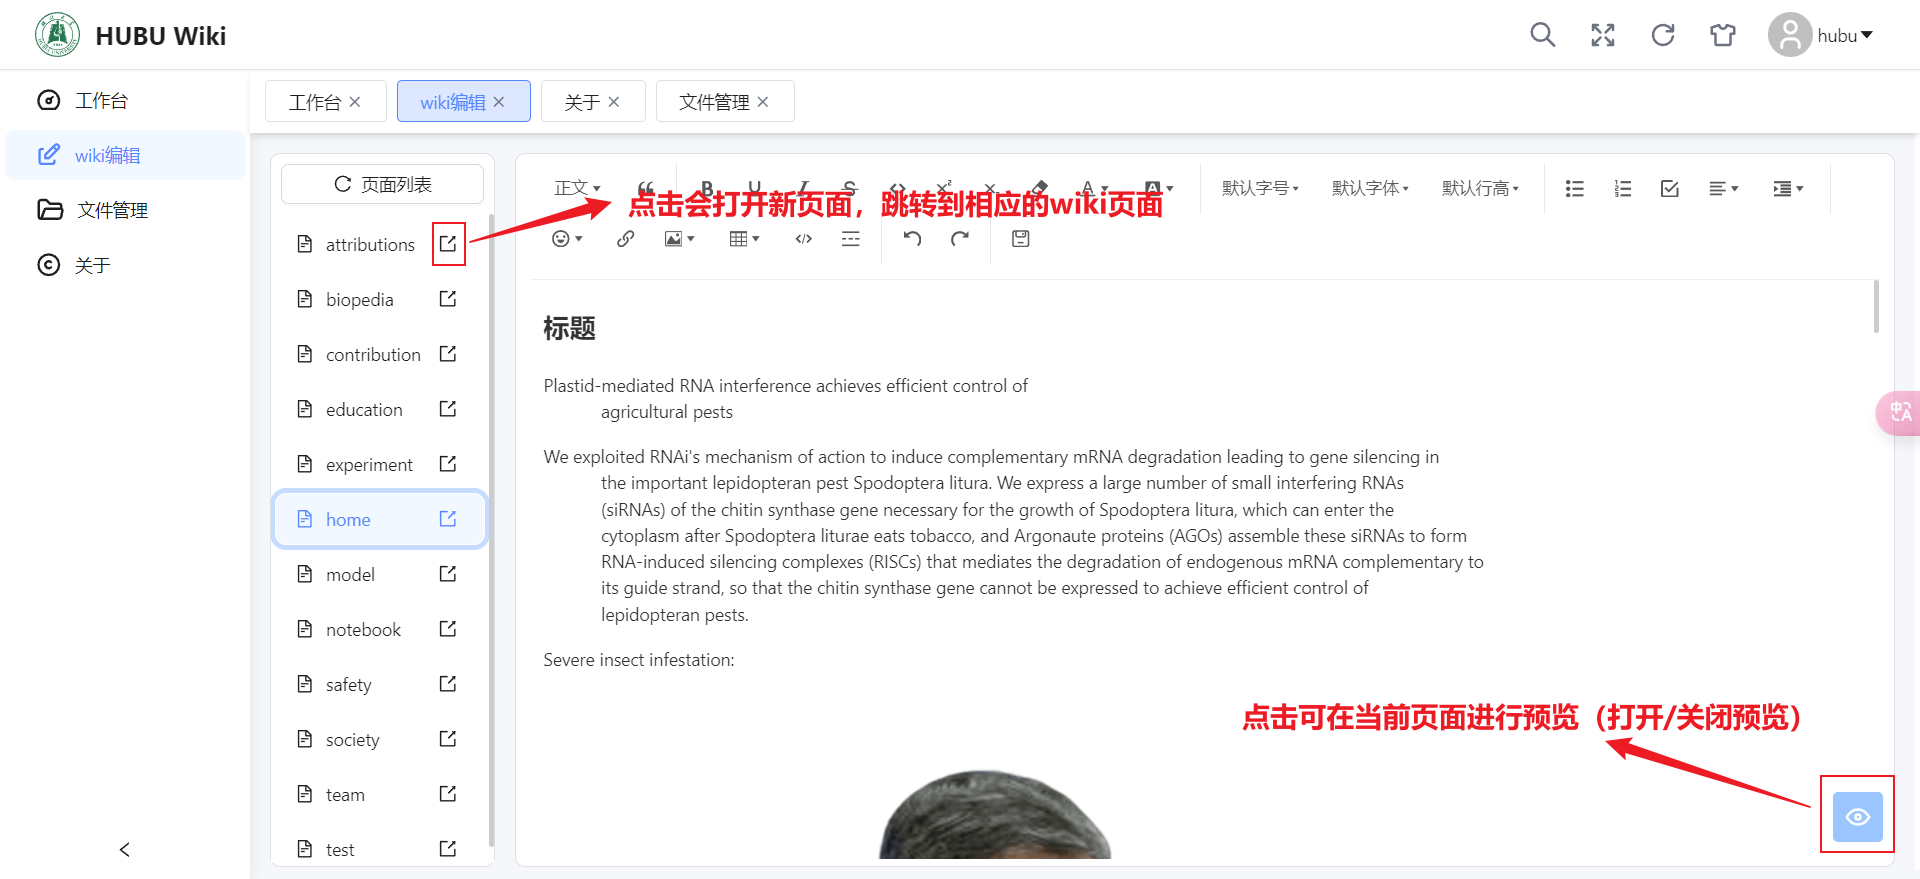 HUBU Wiki
hubu
工作台
wiki编辑
文件管理
关于
工作台
wiki编辑
关于
文件管理
页面列表
attributions
biopedia
contribution
education
experiment
home
model
notebook
safety
society
team
test
正文
默认字号
默认字体
默认行高
点击会打开新页面，跳转到相应的wiki页面
标题
Plastid-mediated RNA interference achieves efficient control of
agricultural pests
We exploited RNAi's mechanism of action to induce complementary mRNA degradation leading to gene silencing in
the important lepidopteran pest Spodoptera litura. We express a large number of small interfering RNAs
(siRNAs) of the chitin synthase gene necessary for the growth of Spodoptera litura, which can enter the
cytoplasm after Spodoptera liturae eats tobacco, and Argonaute proteins (AGOs) assemble these siRNAs to form
RNA-induced silencing complexes (RISCs) that mediates the degradation of endogenous mRNA complementary to
its guide strand, so that the chitin synthase gene cannot be expressed to achieve efficient control of
lepidopteran pests.
Severe insect infestation:
点击可在当前页面进行预览（打开/关闭预览）